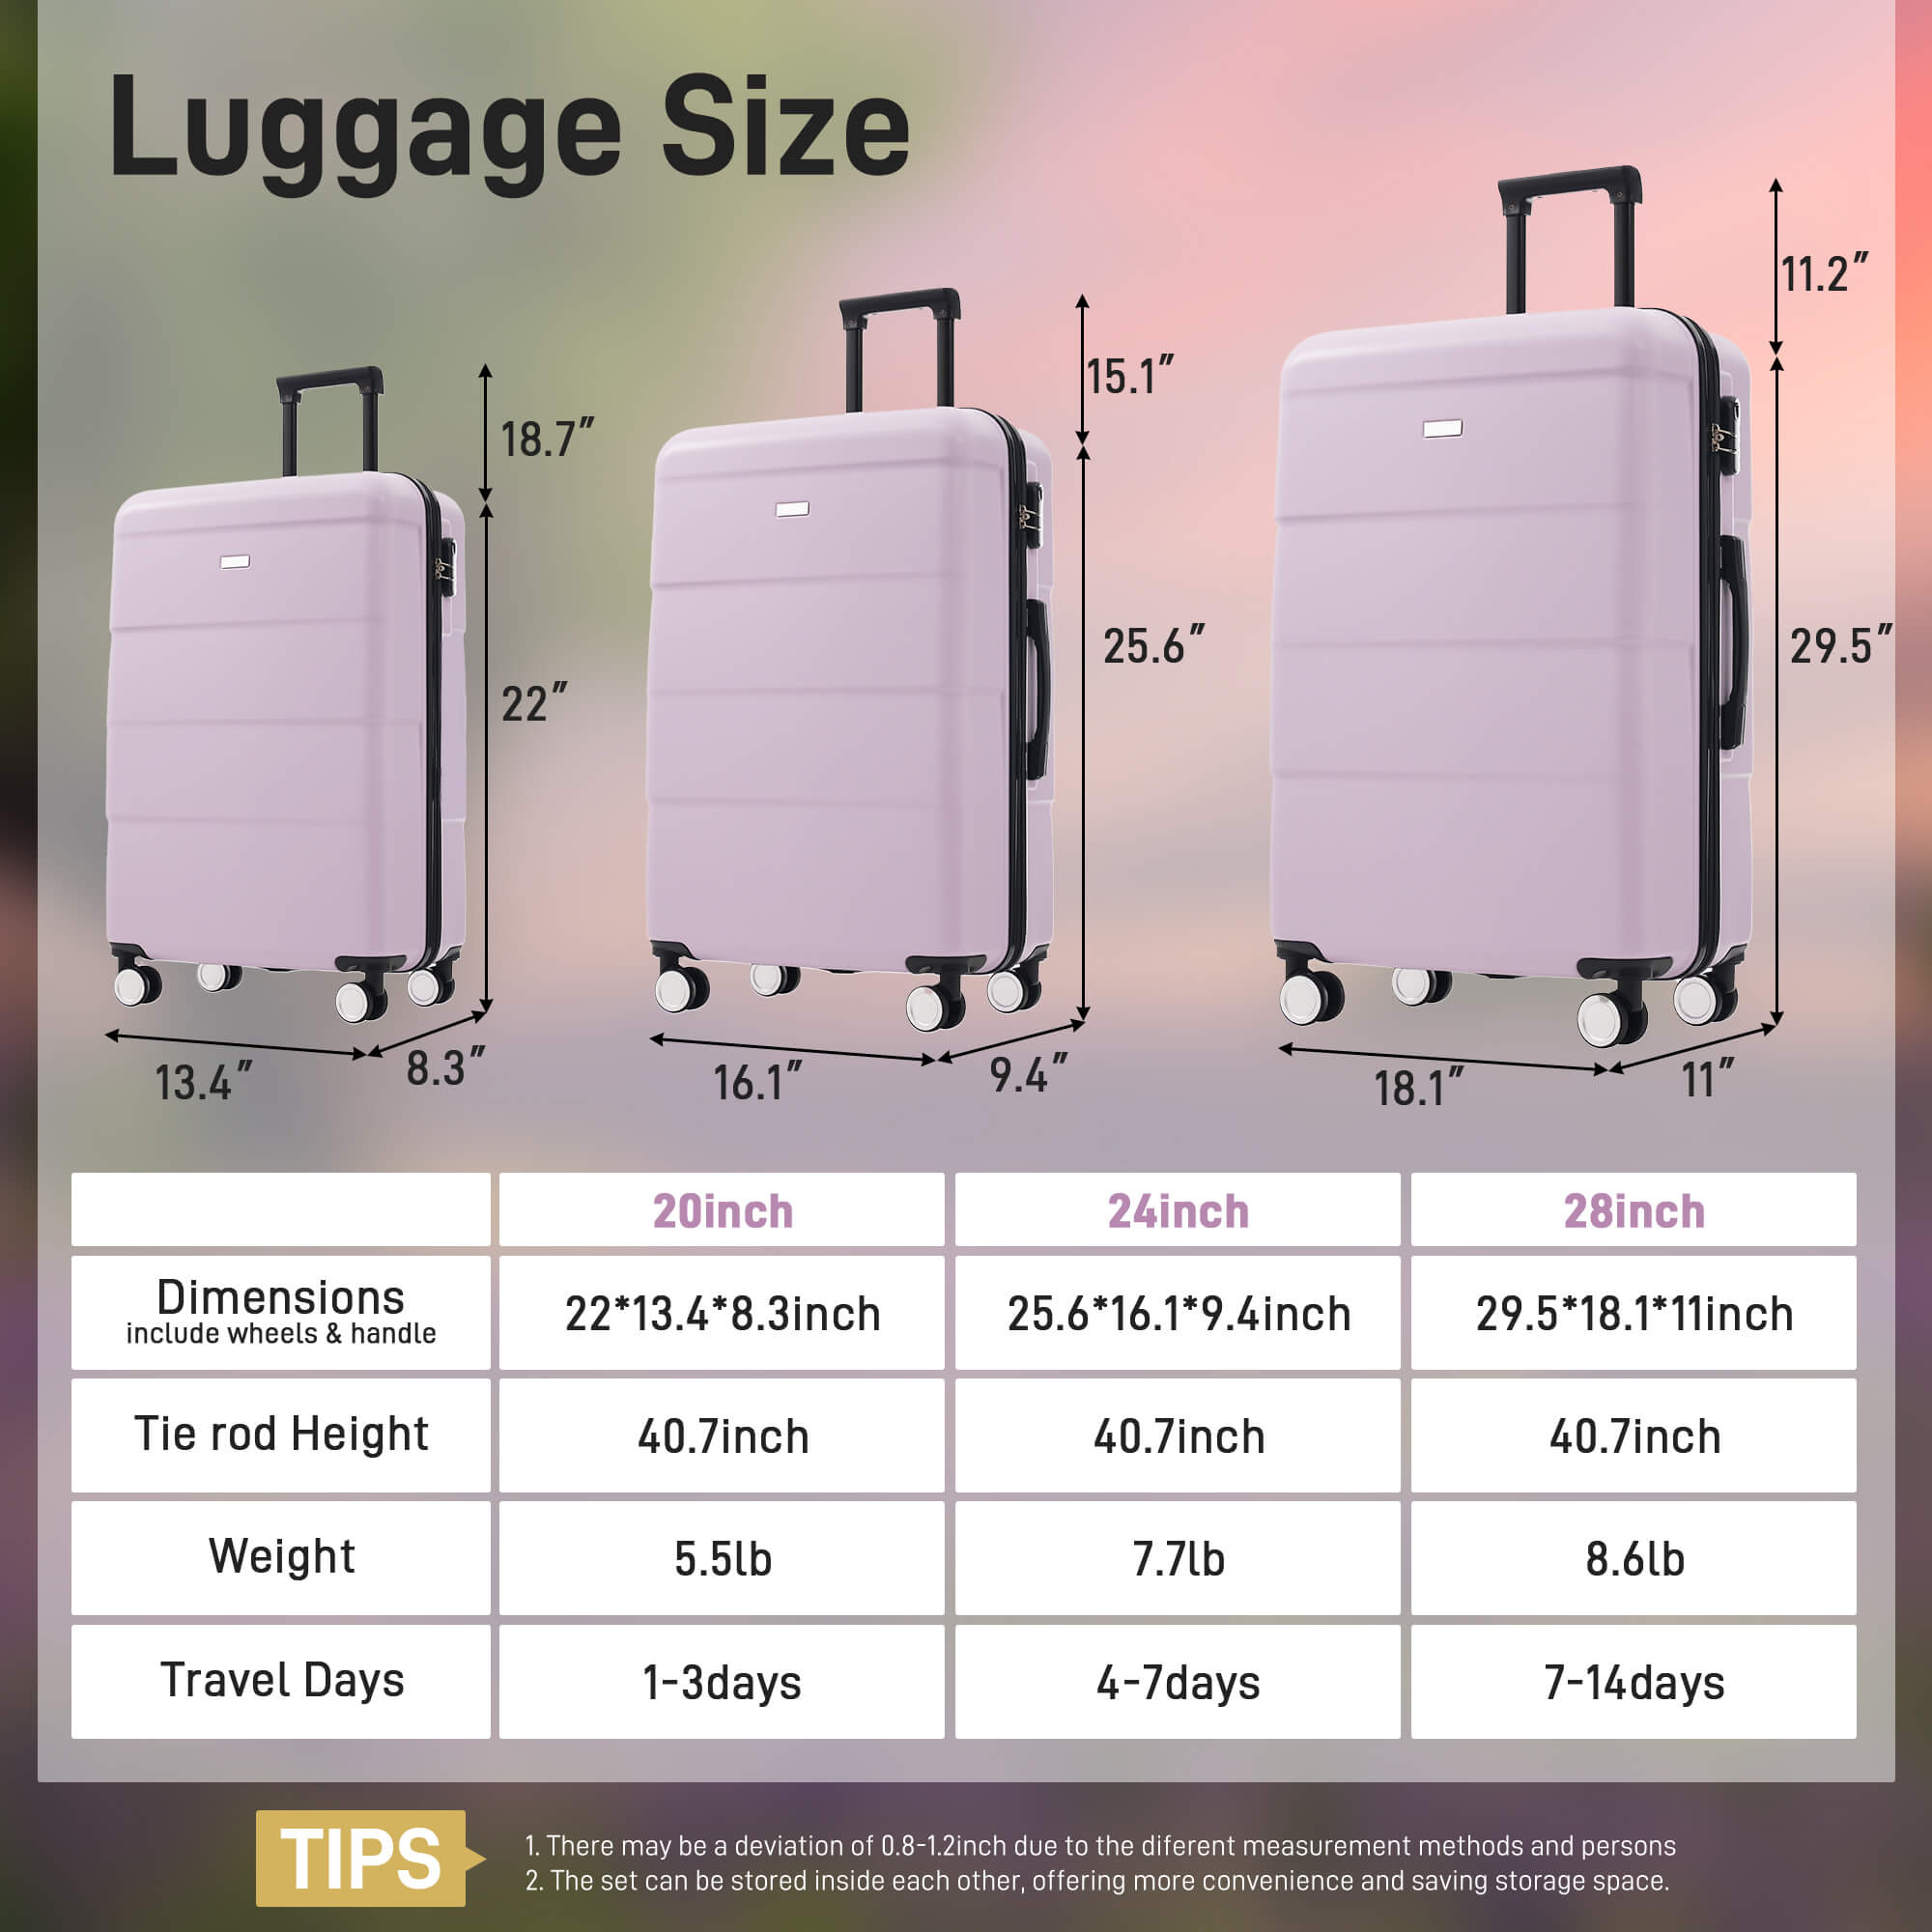 Luggage Size
18.7"
22"
13.4"
8.3"
15.1"
25.6"
16.1"
9.4"
11.2"
29.5"
18.1"
11"
20inch 24inch 28inch
Dimensions
include wheels & handle
22*13.4*8.3inch 25.6*16.1*9.4inch 29.5*18.1*11inch
Tie rod Height 40.7inch 40.7inch 40.7inch
Weight 5.5lb 7.7lb 8.6lb
Travel Days 1-3days 4-7days 7-14days
TIPS
1. There may be a deviation of 0.8-1.2inch due to the diferent measurement methods and persons
2. The set can be stored inside each other, offering more convenience and saving storage space.